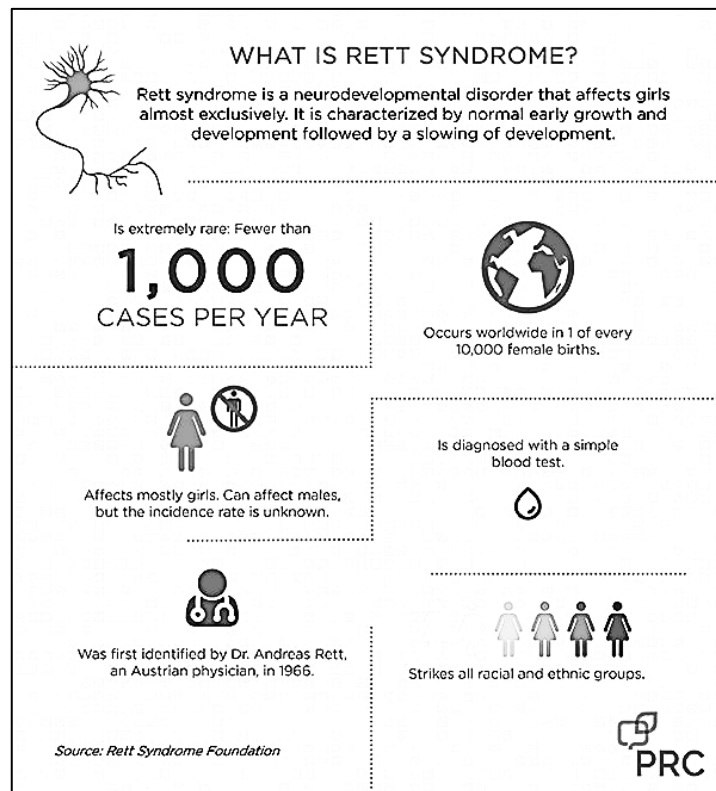 WHAT IS RETT SYNDROME?
Rett syndrome is a neurodevelopmental disorder that affects girls
almost exclusively. It is characterized by normal early growth and
development followed by a slowing of development.
Is extremely rare: Fewer than
1,000
CASES PER YEAR
Occurs worldwide in 1 of every
10,000 female births.
Affects mostly girls. Can affect males,
but the incidence rate is unknown.
Is diagnosed with a simple
blood test.
Was first identified by Dr. Andreas Rett,
an Austrian physician, in 1966.
Strikes all racial and ethnic groups.
Source: Rett Syndrome Foundation
PRC